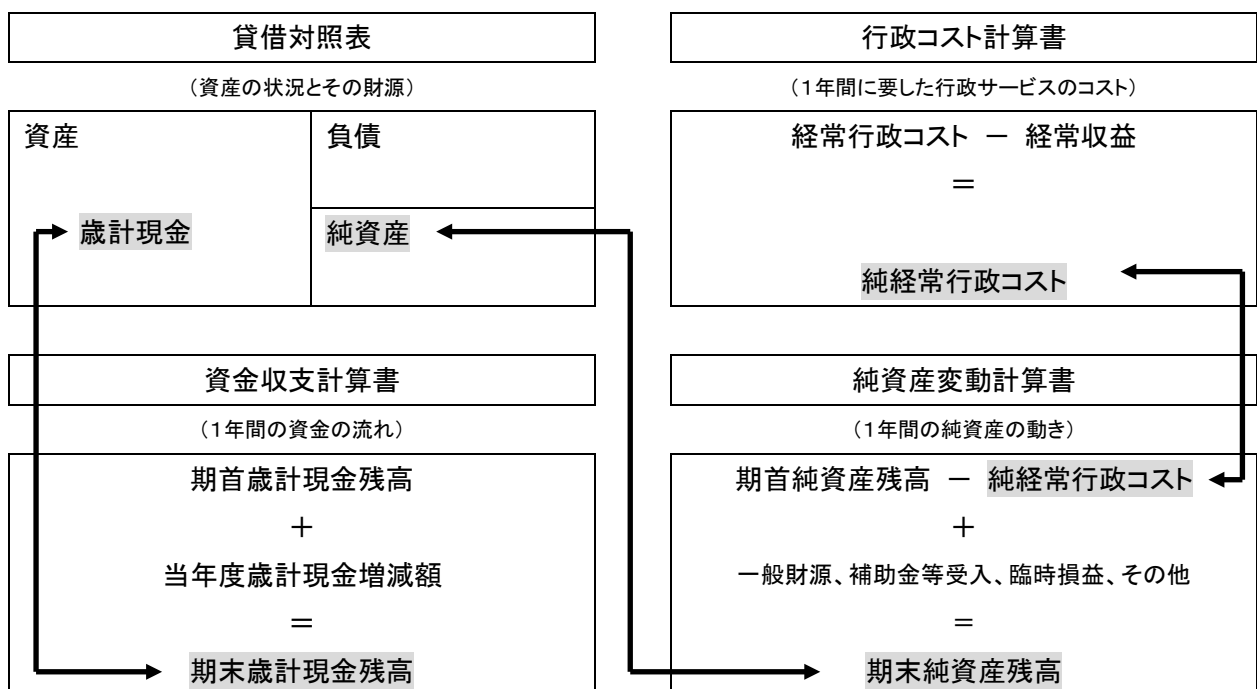 貸借対照表
(資産の状況とその財源)
資産
負債
歳計現金
純資産
行政コスト計算書
(1年間に要した行政サービスのコスト)
経常行政コスト － 経常収益
＝
純経常行政コスト
資金収支計算書
(1年間の資金の流れ)
期首歳計現金残高
＋
当年度歳計現金増減額
＝
期末歳計現金残高
純資産変動計算書
(1年間の純資産の動き)
期首純資産残高 － 純経常行政コスト
＋
一般財源、補助金等受入、臨時損益、その他
＝
期末純資産残高